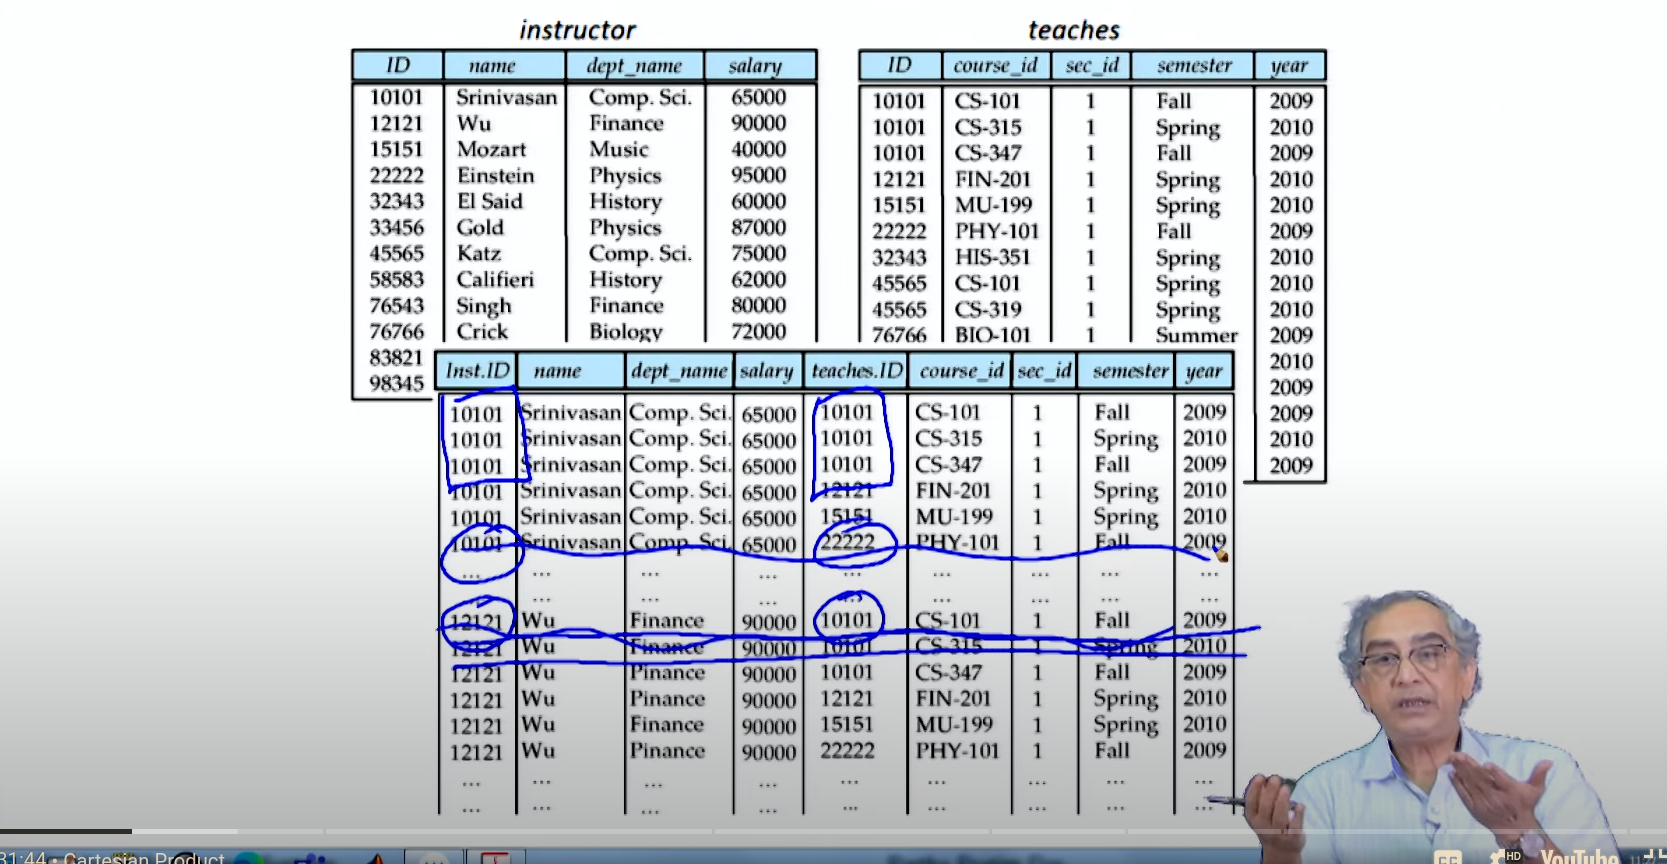 instructor
teaches
ID name dept_name salary
10101 Srinivasan Comp. Sci. 65000
12121 Wu Finance 90000
15151 Mozart Music 40000
22222 Einstein Physics 95000
32343 El Said History 60000
33456 Gold Physics 87000
45565 Katz Comp. Sci. 75000
58583 Califieri History 62000
76543 Singh Finance 80000
76766 Crick Biology 72000
83821
98345
ID course_id sec_id semester year
10101 CS-101 1 Fall 2009
10101 CS-315 1 Spring 2010
10101 CS-347 1 Fall 2009
12121 FIN-201 1 Spring 2010
15151 MU-199 1 Spring 2010
22222 PHY-101 1 Fall 2009
32343 HIS-351 1 Spring 2010
45565 CS-101 1 Spring 2010
45565 CS-319 1 Spring 2010
76766 BIO-101 1 Summer 2009
2010
2009
2009
2010
2009
Inst.ID name dept_name salary teaches.ID course_id sec_id semester year
10101 Srinivasan Comp. Sci. 65000 10101 CS-101 1 Fall 2009
10101 Srinivasan Comp. Sci. 65000 10101 CS-315 1 Spring 2010
10101 Srinivasan Comp. Sci. 65000 10101 CS-347 1 Fall 2009
10101 Srinivasan Comp. Sci. 65000 12121 FIN-201 1 Spring 2010
10101 Srinivasan Comp. Sci. 65000 15151 MU-199 1 Spring 2010
10101 Srinivasan Comp. Sci. 65000 22222 PHY-101 1 Fall 2009
... ... ... ... ... ... ... ... ...
... ... ... ... ... ... ... ...
12121 Wu Finance 90000 10101 CS-101 1 Fall 2009
12121 Wu Finance 90000 10101 CS-315 1 Spring 2010
12121 Wu Pinance 90000 10101 CS-347 1 Fall 2009
12121 Wu Pinance 90000 12121 FIN-201 1 Spring 2010
12121 Wu Finance 90000 15151 MU-199 1 Spring 2010
12121 Wu Pinance 90000 22222 PHY-101 1 Fall 2009
... ... ... ... ... ... ... ... ...
... ... ... ... ... ... ... ... ...
31:44 • Cartesian Product
CC HD YouTube